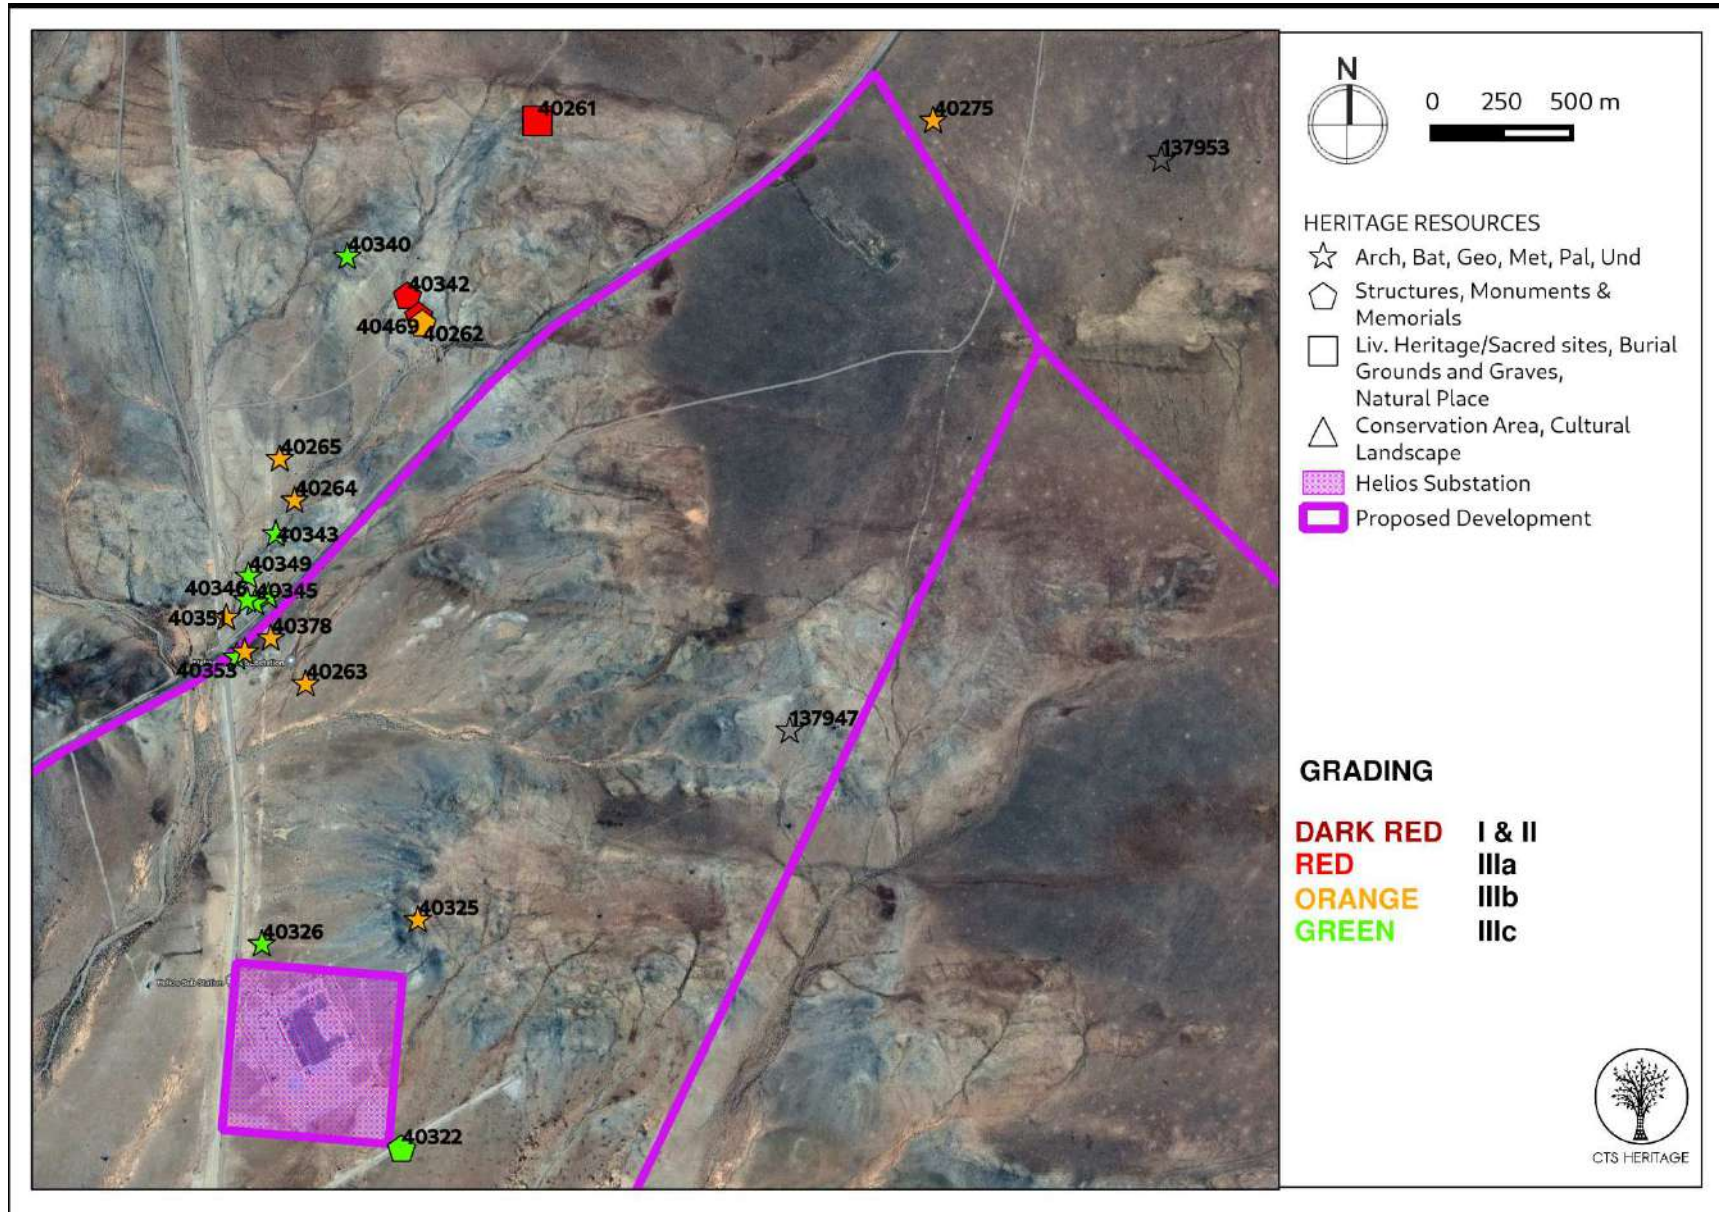 40261
40275
137953
40340
40342
40469
40262
40265
40264
40343
40349
40346
40345
40351
40378
40353
40263
137947
40325
40326
Helios Sub Station
40322
N
0 250 500 m
HERITAGE RESOURCES
Arch, Bat, Geo, Met, Pal, Und
Structures, Monuments &
Memorials
Liv. Heritage/Sacred sites, Burial
Grounds and Graves,
Natural Place
Conservation Area, Cultural
Landscape
Helios Substation
Proposed Development
GRADING
DARK RED I & II
RED IIIa
ORANGE IIIb
GREEN IIIc
CTS HERITAGE